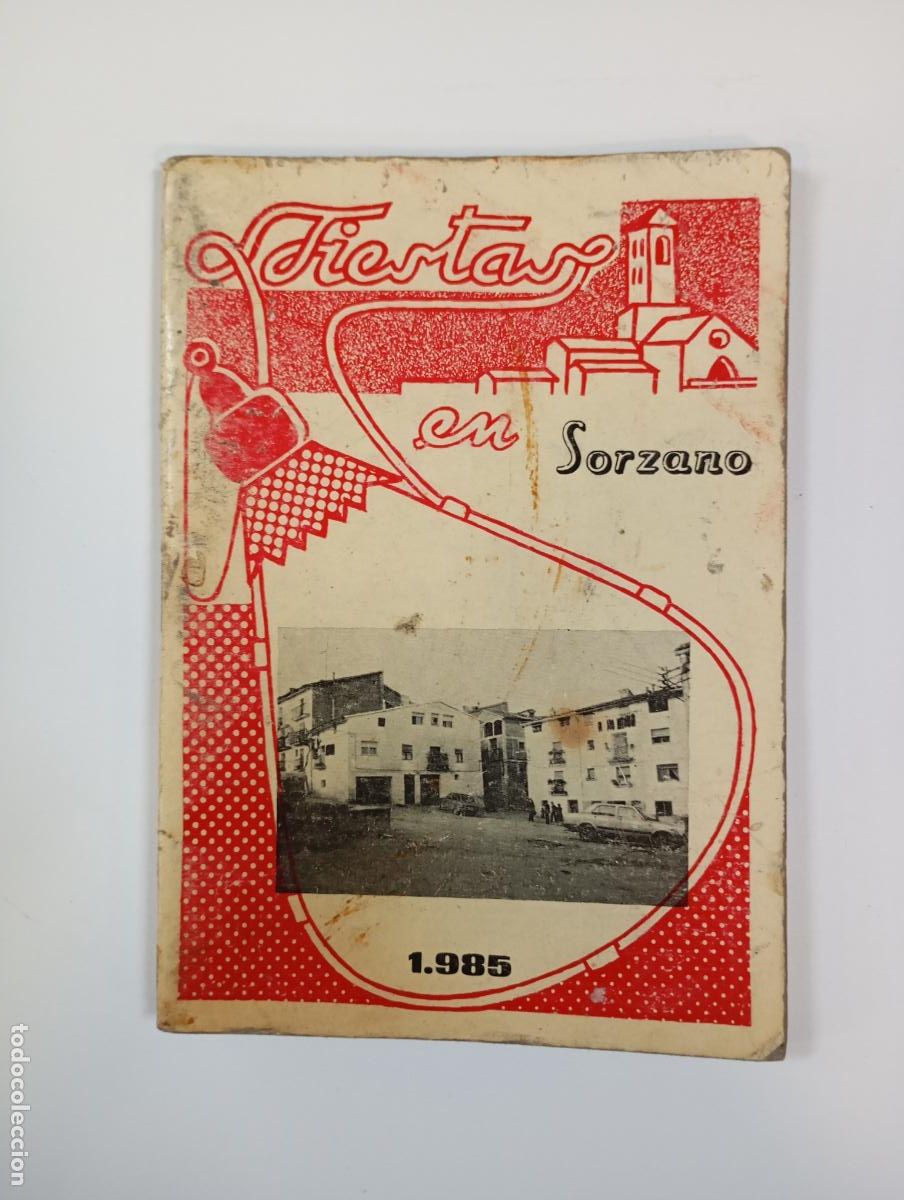 Fiestas
en
Sorzano
1.985
todocoleccion